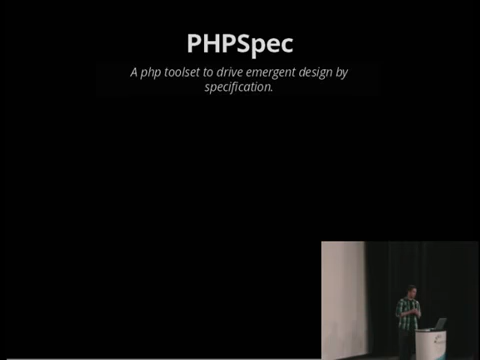 PHPSpec
A php toolset to drive emergent design by
specification.